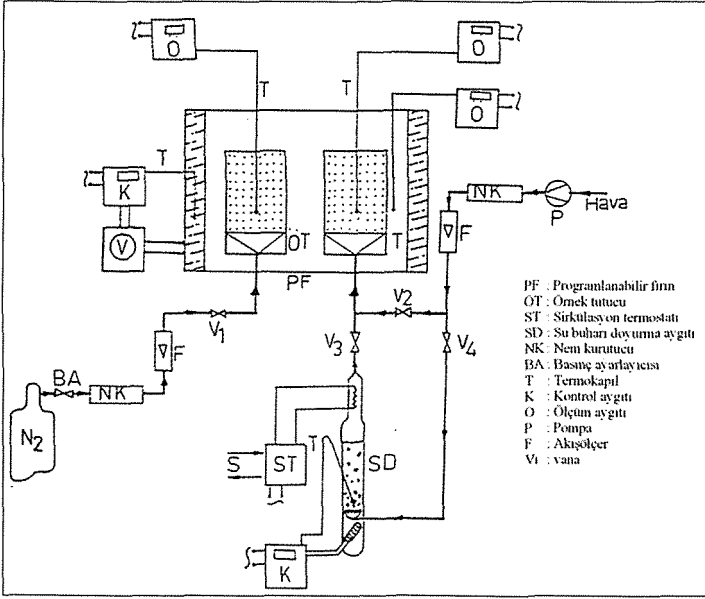 O
O
T
T
O
T
K
V
ÖT
T
PF
NK
P
Hava
F
V1
V2
V3
V4
F
BA
NK
N2
S
ST
T
SD
K
PF : Programlanabilir fırın
ÖT : Örnek tutucu
ST : Sirkülasyon termostatı
SD : Su buharı doyurma aygıtı
NK : Nem kurutucu
BA : Basınç ayarlayıcısı
T : Termokapıl
K : Kontrol aygıtı
O : Ölçüm aygıtı
P : Pompa
F : Akışölçer
Vi : vana